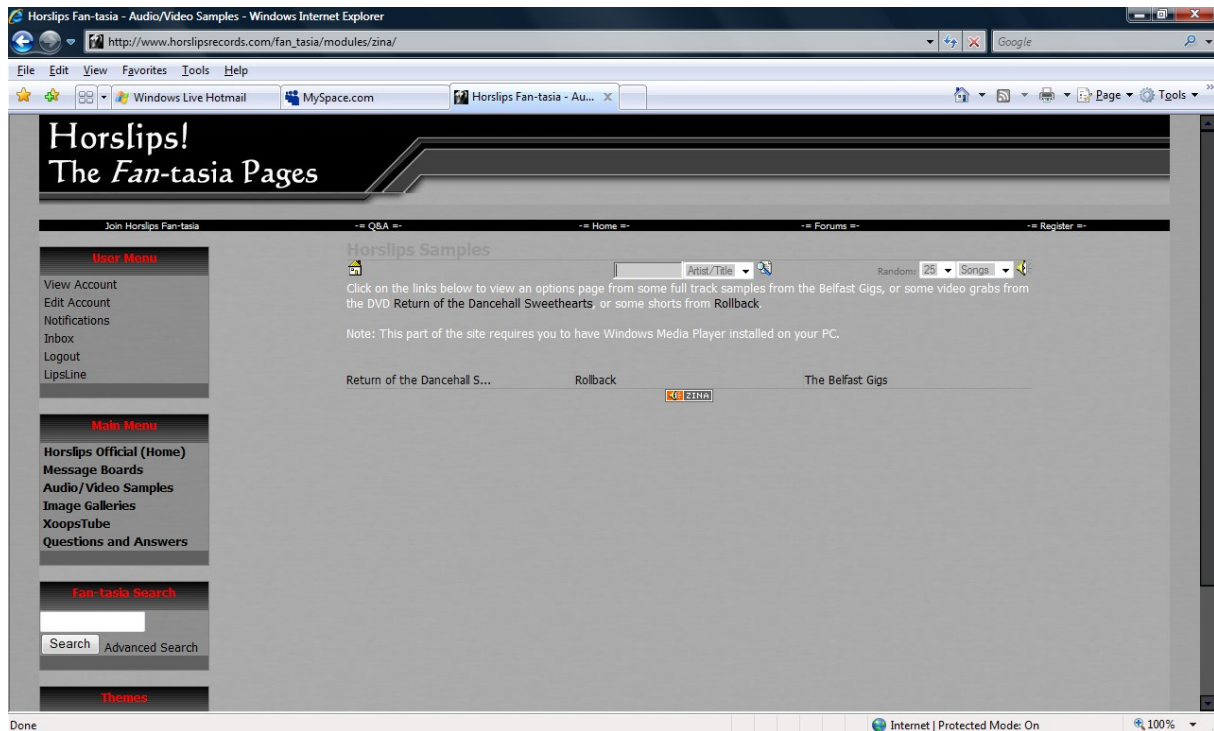 Horslips Fan-tasia - Audio/Video Samples - Windows Internet Explorer
http://www.horslipsrecords.com/fan_tasia/modules/zina/
Google
File Edit View Favorites Tools Help
Windows Live Hotmail MySpace.com Horslips Fan-tasia - Au... Page Tools
Horslips!
The Fan-tasia Pages
Join Horslips Fan-tasia -= Q&A =- -= Home =- -= Forums =- -= Register =-
User Menu
View Account
Edit Account
Notifications
Inbox
Logout
LipsLine
Main Menu
Horslips Official (Home)
Message Boards
Audio/Video Samples
Image Galleries
XoopsTube
Questions and Answers
Fan-tasia Search
Search Advanced Search
Themes
Horslips Samples
Artist/Title Random: 25 Songs
Click on the links below to view an options page from some full track samples from the Belfast Gigs, or some video grabs from
the DVD Return of the Dancehall Sweethearts, or some shorts from Rollback.
Note: This part of the site requires you to have Windows Media Player installed on your PC.
Return of the Dancehall S... Rollback The Belfast Gigs
ZINA
Done Internet | Protected Mode: On 100%